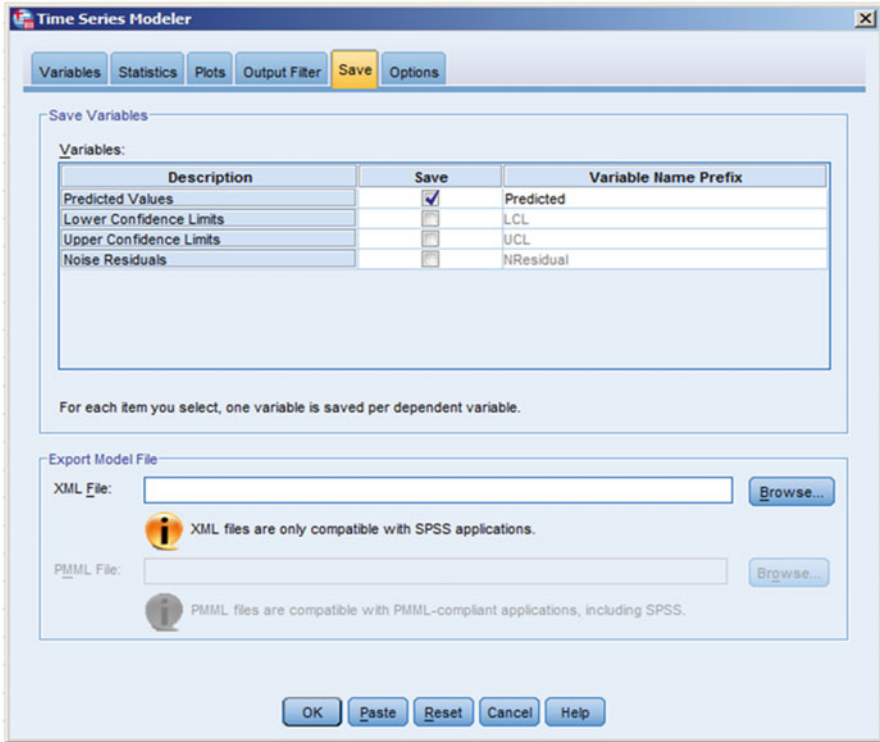 Time Series Modeler
Variables Statistics Plots Output Filter Save Options
Save Variables
Variables:
Description Save Variable Name Prefix
Predicted Values Predicted
Lower Confidence Limits LCL
Upper Confidence Limits UCL
Noise Residuals NResidual
For each item you select, one variable is saved per dependent variable.
Export Model File
XML File: Browse...
XML files are only compatible with SPSS applications.
PMML File: Browse...
PMML files are compatible with PMML-compliant applications, including SPSS.
OK Paste Reset Cancel Help